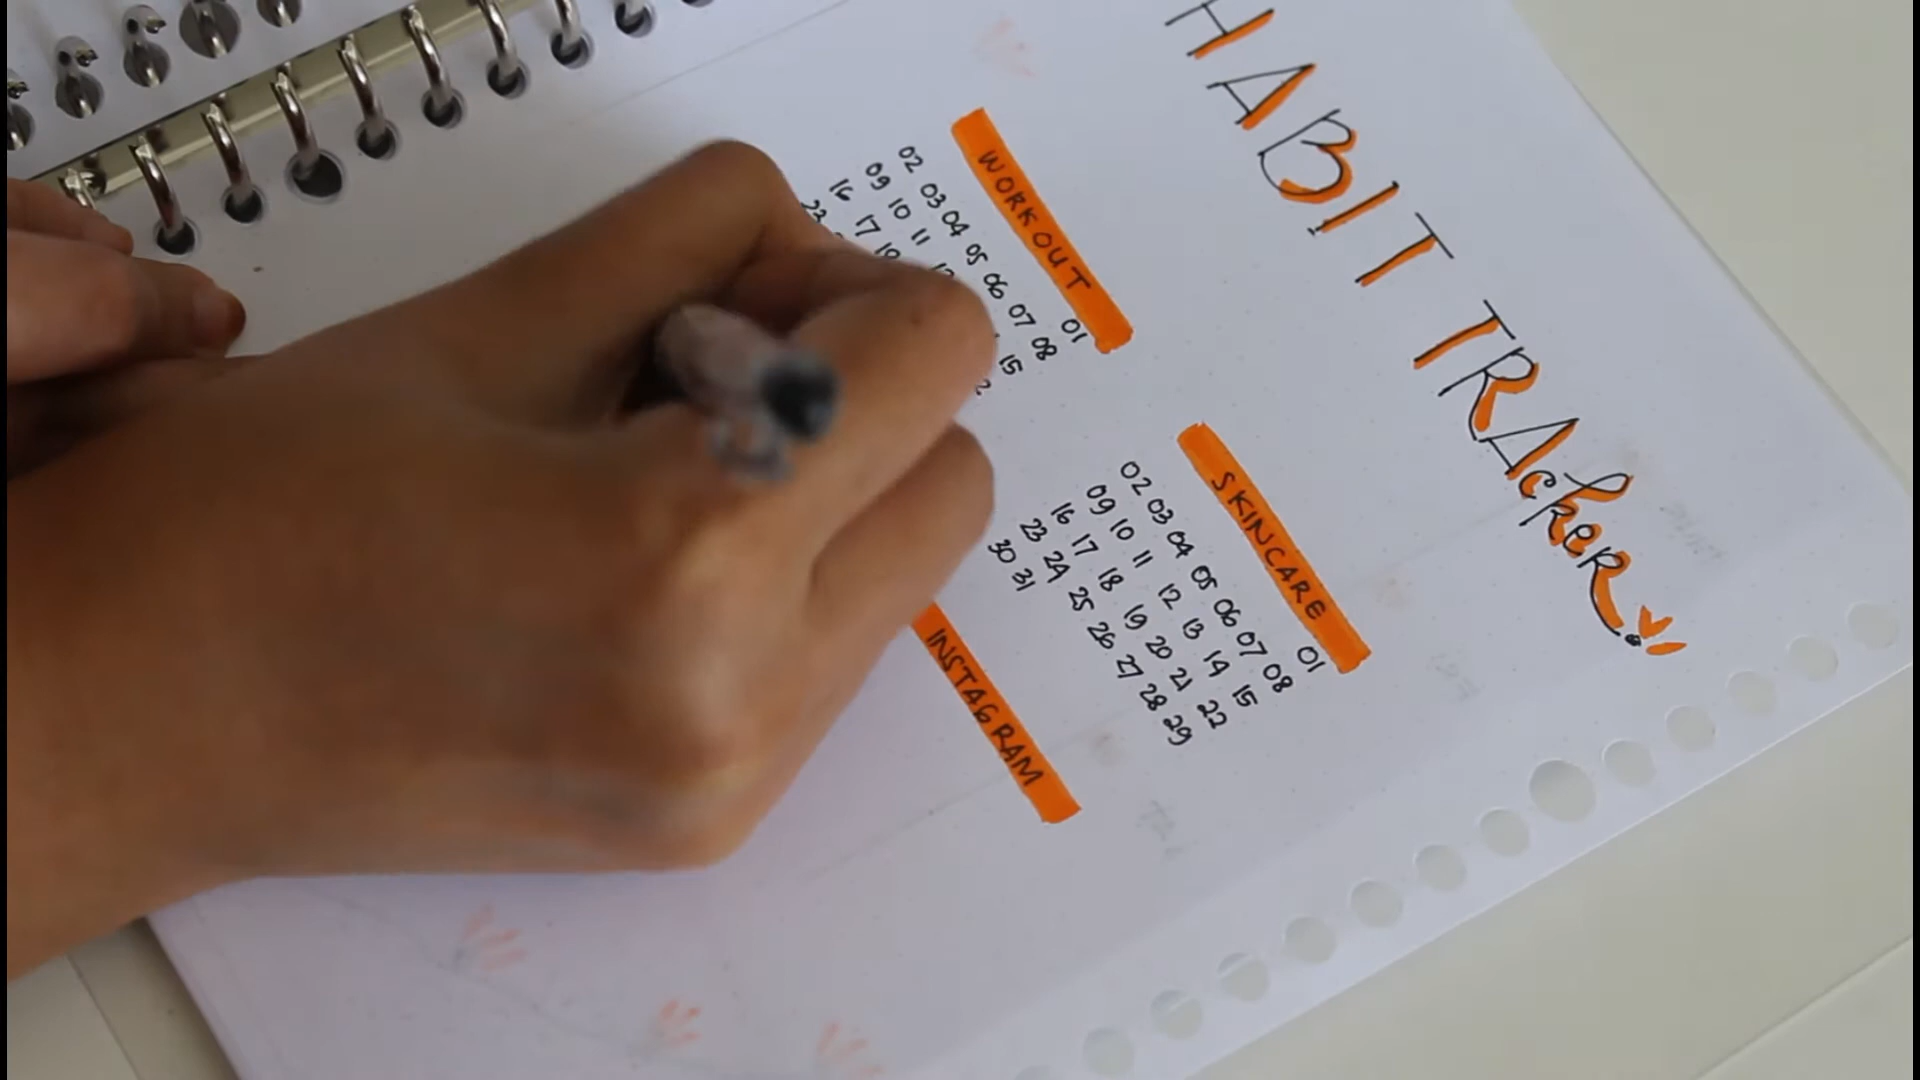 HABIT TRAckeR!
WORKOUT
01
02 03 04 05 06 07 08
09 10 11 15
16 17
23
SKINCARE
01
02 03 04 05 06 07 08
09 10 11 12 13 14 15
16 17 18 19 20 21 22
23 24 25 26 27 28 29
30 31
INSTAGRAM